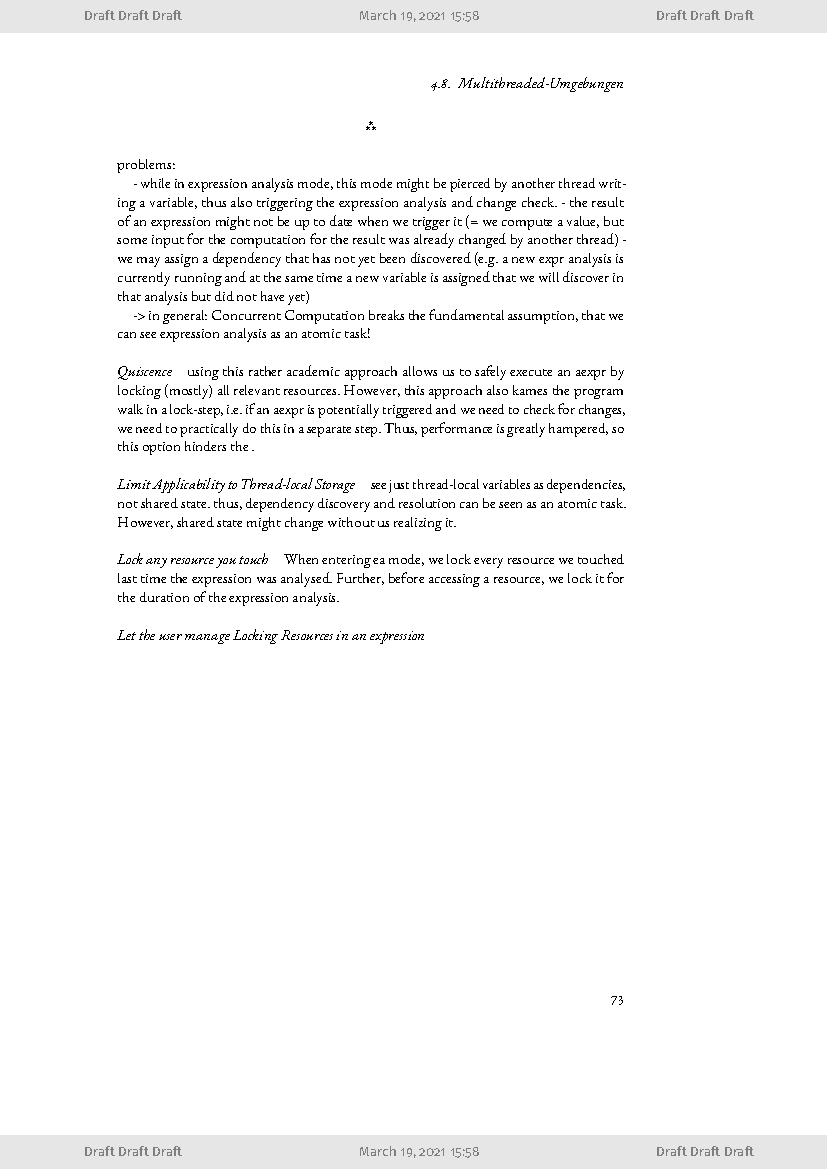 Draft Draft Draft March 19, 2021 15:58 Draft Draft Draft
4.8. Multithreaded-Umgebungen
⁂
problems:
- while in expression analysis mode, this mode might be pierced by another thread writ-
ing a variable, thus also triggering the expression analysis and change check. - the result
of an expression might not be up to date when we trigger it (= we compute a value, but
some input for the computation for the result was already changed by another thread) -
we may assign a dependency that has not yet been discovered (e.g. a new expr analysis is
currently running and at the same time a new variable is assigned that we will discover in
that analysis but did not have yet)
-> in general: Concurrent Computation breaks the fundamental assumption, that we
can see expression analysis as an atomic task!
Quiscence using this rather academic approach allows us to safely execute an aexpr by
locking (mostly) all relevant resources. However, this approach also kames the program
walk in a lock-step, i.e. if an aexpr is potentially triggered and we need to check for changes,
we need to practically do this in a separate step. Thus, performance is greatly hampered, so
this option hinders the .
Limit Applicability to Thread-local Storage see just thread-local variables as dependencies,
not shared state. thus, dependency discovery and resolution can be seen as an atomic task.
However, shared state might change without us realizing it.
Lock any resource you touch When entering ea mode, we lock every resource we touched
last time the expression was analysed. Further, before accessing a resource, we lock it for
the duration of the expression analysis.
Let the user manage Locking Resources in an expression
73
Draft Draft Draft March 19, 2021 15:58 Draft Draft Draft